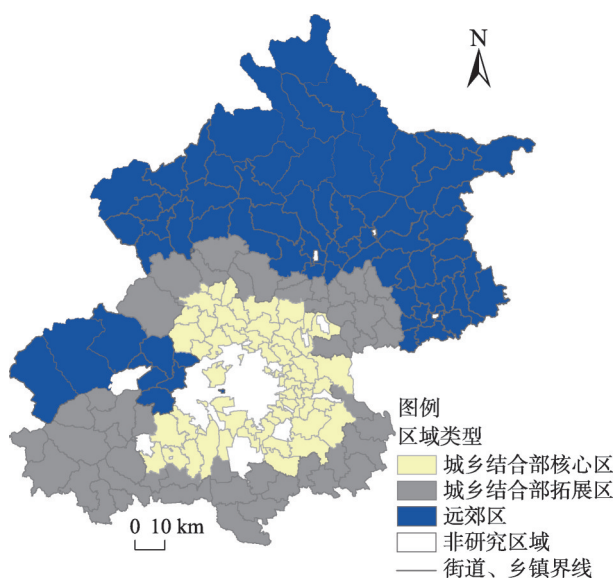 N
图例
区域类型
城乡结合部核心区
城乡结合部拓展区
远郊区
非研究区域
街道、乡镇界线
0 10 km